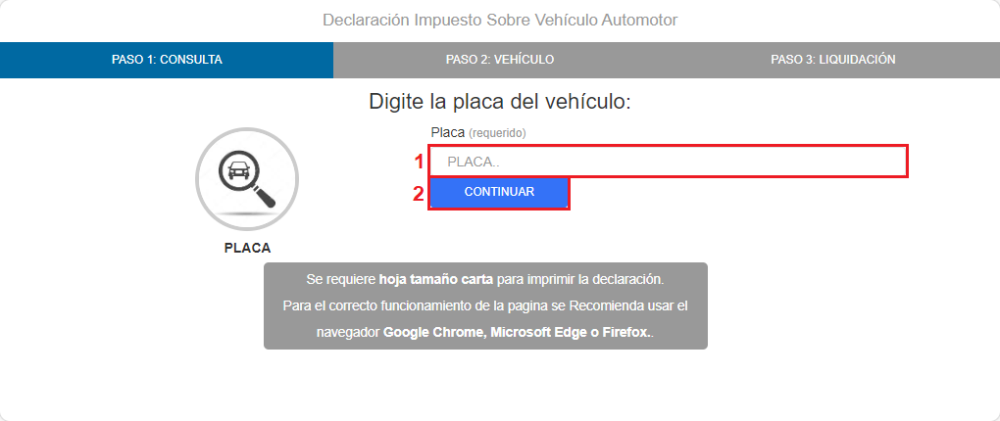 Declaración Impuesto Sobre Vehículo Automotor
PASO 1: CONSULTA
PASO 2: VEHÍCULO
PASO 3: LIQUIDACIÓN
Digite la placa del vehículo:
Placa (requerido)
1
PLACA..
2
CONTINUAR
PLACA
Se requiere hoja tamaño carta para imprimir la declaración.
Para el correcto funcionamiento de la pagina se Recomienda usar el
navegador Google Chrome, Microsoft Edge o Firefox..